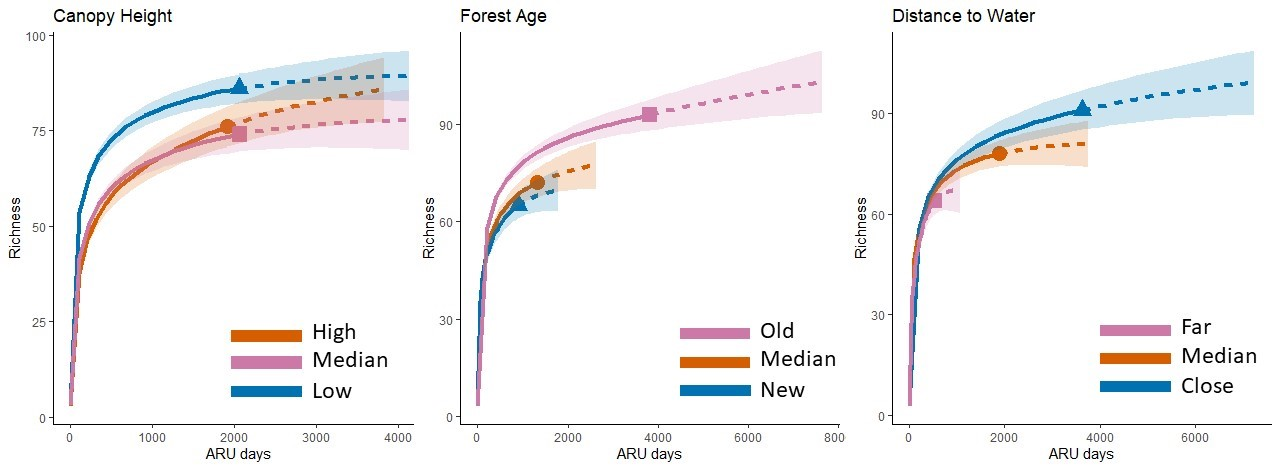 Canopy Height
Richness
100
75
50
25
0
High
Median
Low
0 1000 2000 3000 4000
ARU days
Forest Age
Richness
90
60
30
0
Old
Median
New
0 2000 4000 6000 800
ARU days
Distance to Water
Richness
90
60
30
0
Far
Median
Close
0 2000 4000 6000
ARU days